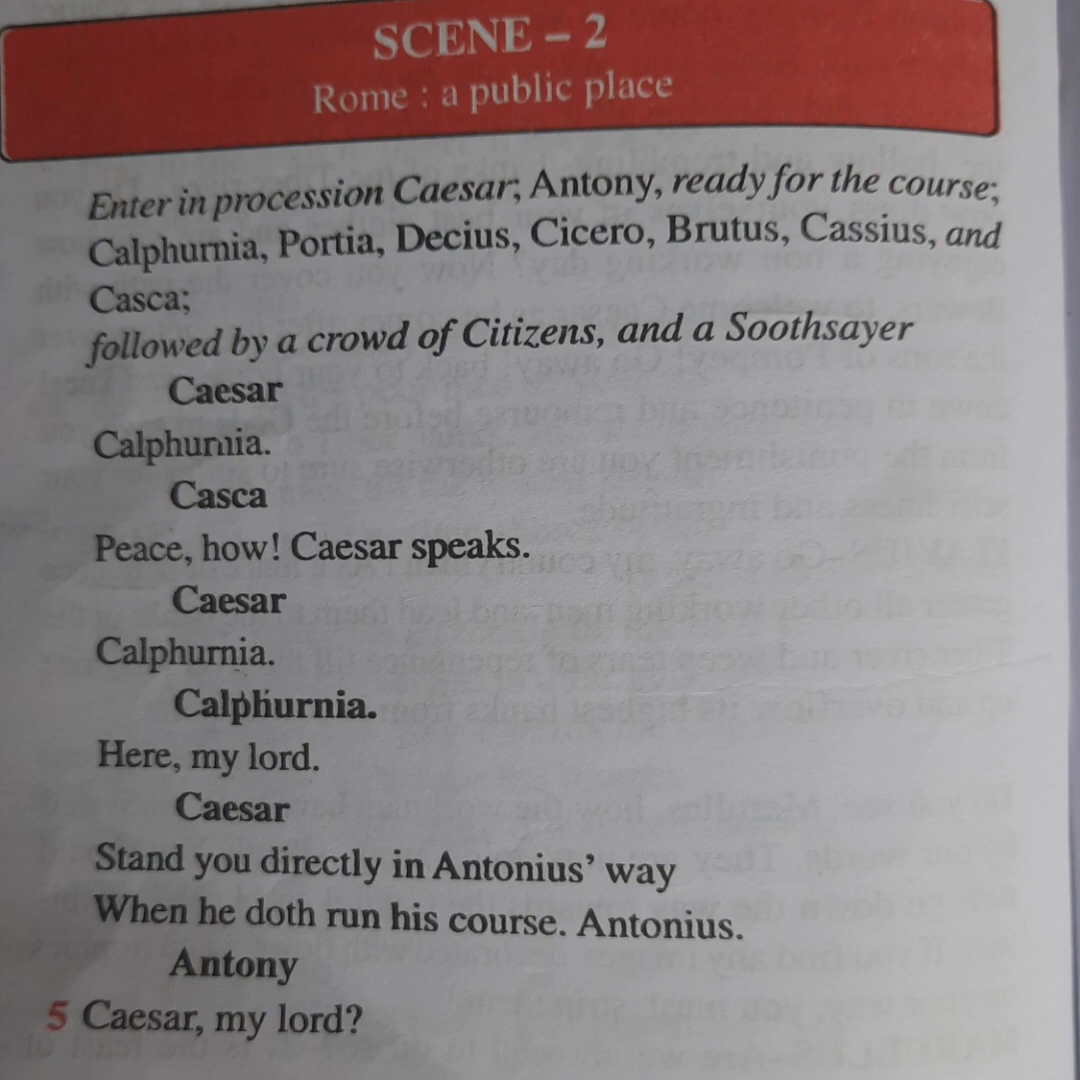 SCENE – 2
Rome : a public place
Enter in procession Caesar; Antony, ready for the course;
Calphurnia, Portia, Decius, Cicero, Brutus, Cassius, and
Casca;
followed by a crowd of Citizens, and a Soothsayer
Caesar
Calphurnia.
Casca
Peace, how! Caesar speaks.
Caesar
Calphurnia.
Calphurnia.
Here, my lord.
Caesar
Stand you directly in Antonius’ way
When he doth run his course. Antonius.
Antony
5 Caesar, my lord?